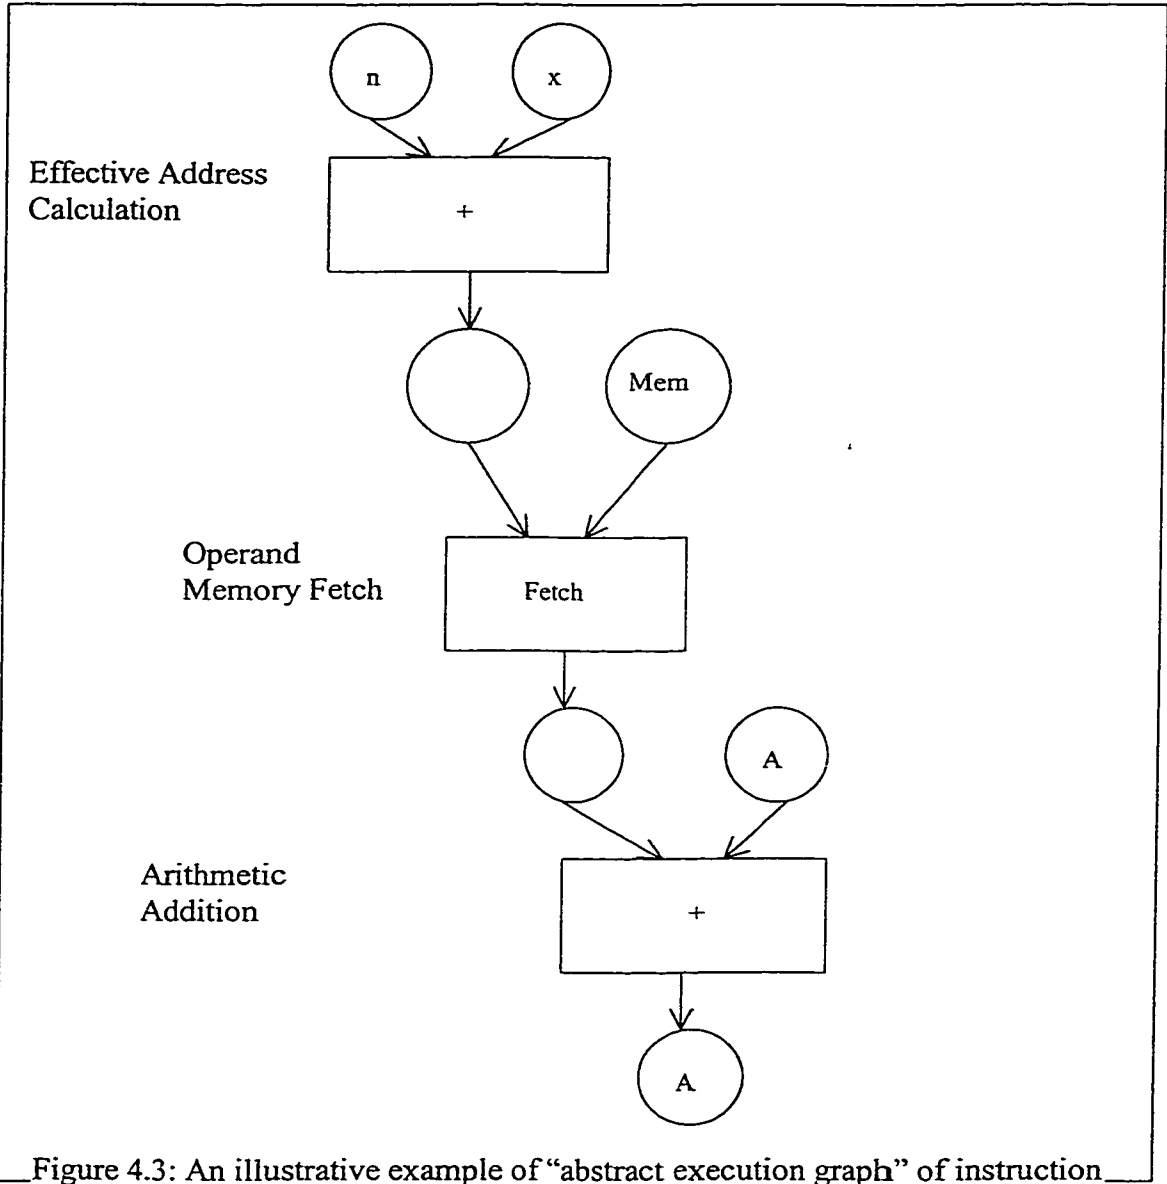 n
x
Effective Address
Calculation
+
Mem
Operand
Memory Fetch
Fetch
A
Arithmetic
Addition
+
A
Figure 4.3: An illustrative example of “abstract execution graph” of instruction